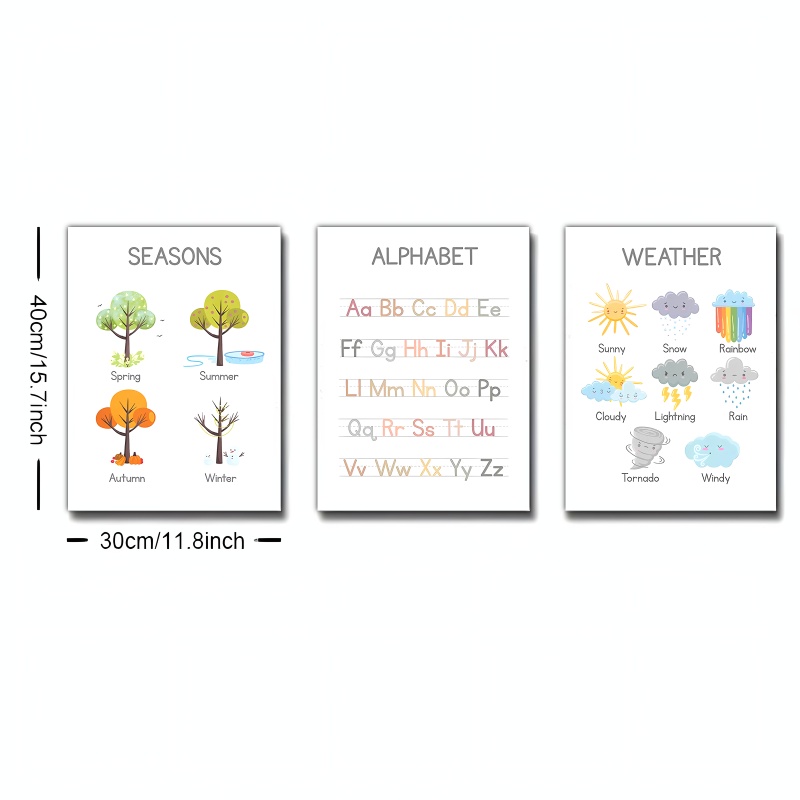 SEASONS
Spring Summer
Autumn Winter
40cm/15.7inch
30cm/11.8inch
ALPHABET
Aa Bb Cc Dd Ee
Ff Gg Hh Ii Jj Kk
Ll Mm Nn Oo Pp
Qq Rr Ss Tt Uu
Vv Ww Xx Yy Zz
WEATHER
Sunny Snow Rainbow
Cloudy Lightning Rain
Tornado Windy